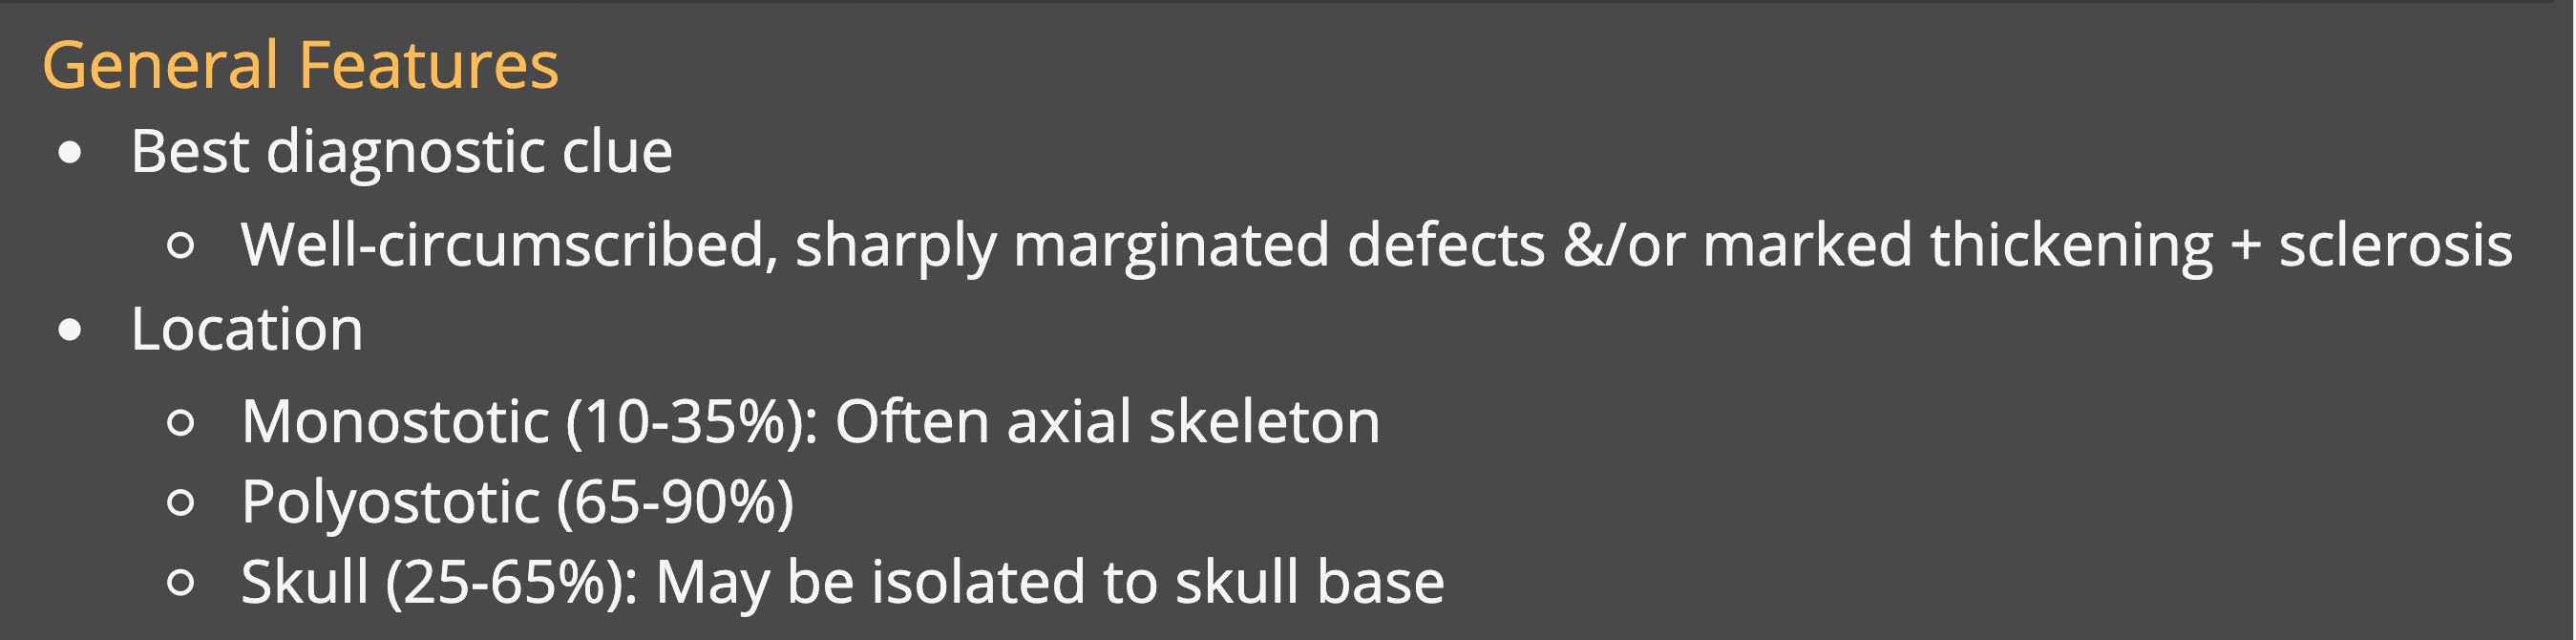 General Features
• Best diagnostic clue
○ Well-circumscribed, sharply marginated defects &/or marked thickening + sclerosis
• Location
○ Monostotic (10-35%): Often axial skeleton
○ Polyostotic (65-90%)
○ Skull (25-65%): May be isolated to skull base